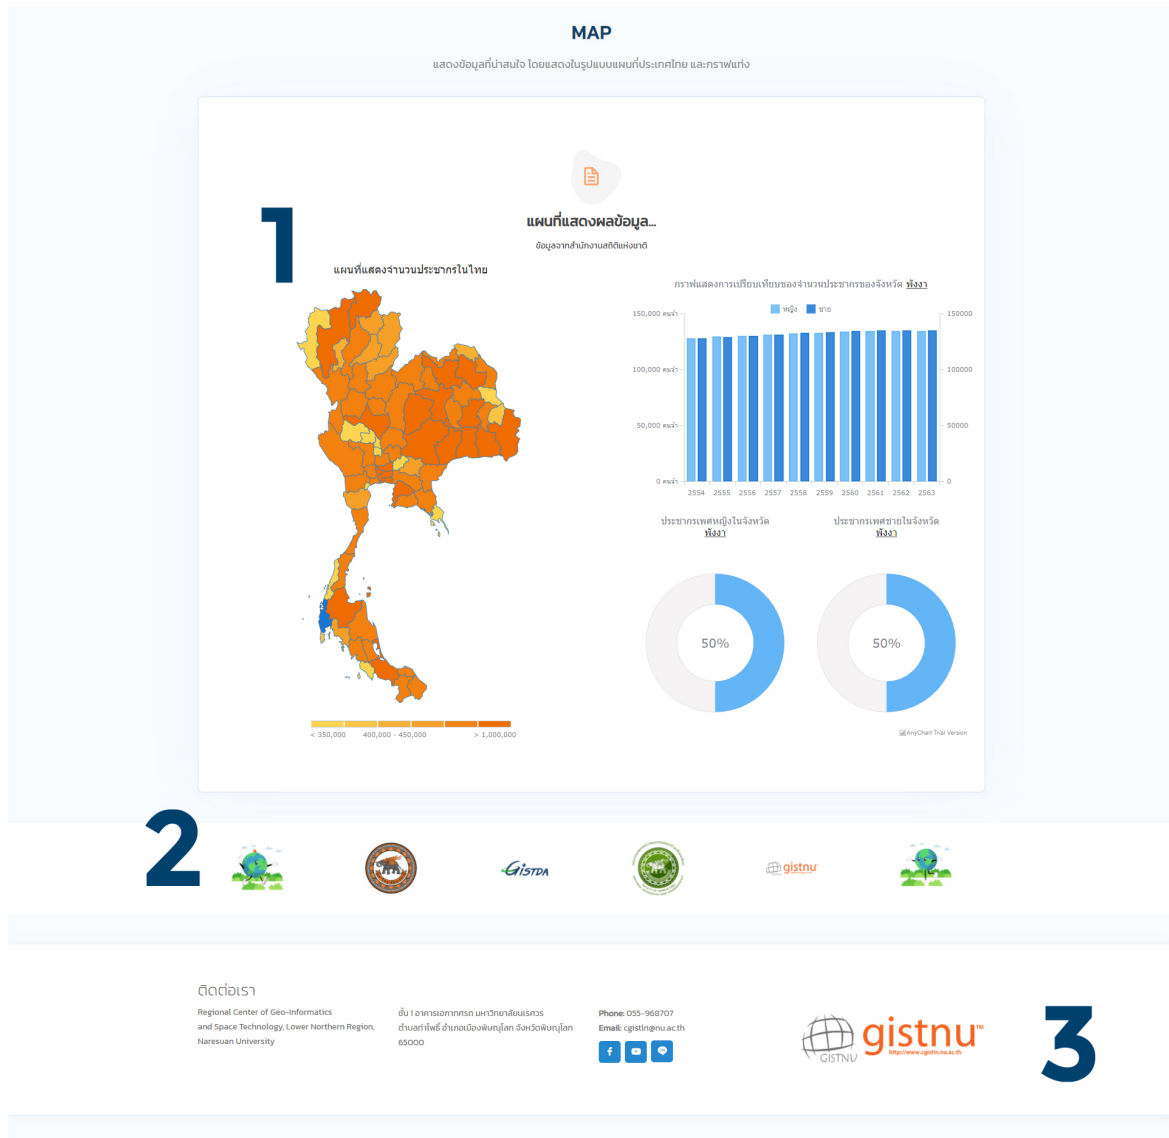 MAP
แสดงข้อมูลที่น่าสนใจ โดยแสดงในรูปแบบแผนที่ประเทศไทย และกราฟแท่ง
1
แผนที่แสดงผลข้อมูล...
ข้อมูลจากสำนักงานสถิติแห่งชาติ
แผนที่แสดงจำนวนประชากรในไทย
< 350,000 400,000 - 450,000 > 1,000,000
กราฟแสดงการเปรียบเทียบของจำนวนประชากรของจังหวัด พังงา
หญิง ชาย
150,000 คนจ้า 150000
100,000 คนจ้า 100000
50,000 คนจ้า 50000
0 คนจ้า 0
2554 2555 2556 2557 2558 2559 2560 2561 2562 2563
ประชากรเพศหญิงในจังหวัด
พังงา
ประชากรเพศชายในจังหวัด
พังงา
50% 50%
AnyChart Trial Version
2
GISTDA
gistnu
ติดต่อเรา
Regional Center of Geo-Informatics
and Space Technology, Lower Northern Region,
Naresuan University
ชั้น 1 อาคารเอกาทศรถ มหาวิทยาลัยนเรศวร
ตำบลท่าโพธิ์ อำเภอเมืองพิษณุโลก จังหวัดพิษณุโลก
65000
Phone: 055-968707
Email: cgistln@nu.ac.th
GISTNU
gistnu™
http://www.cgistln.nu.ac.th
3